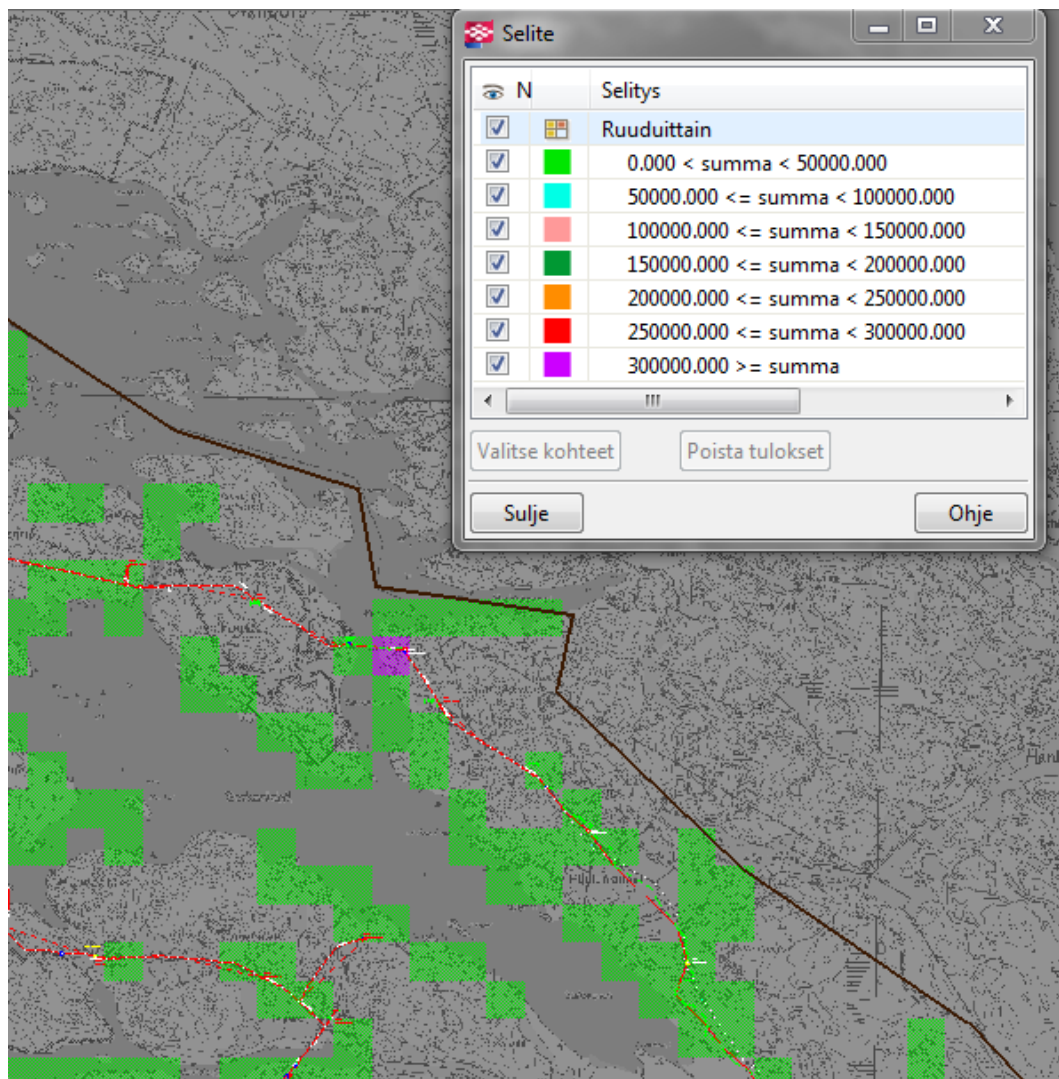 Selite
N Selitys
Ruuduittain
0.000 < summa < 50000.000
50000.000 <= summa < 100000.000
100000.000 <= summa < 150000.000
150000.000 <= summa < 200000.000
200000.000 <= summa < 250000.000
250000.000 <= summa < 300000.000
300000.000 >= summa
Valitse kohteet Poista tulokset
Sulje Ohje